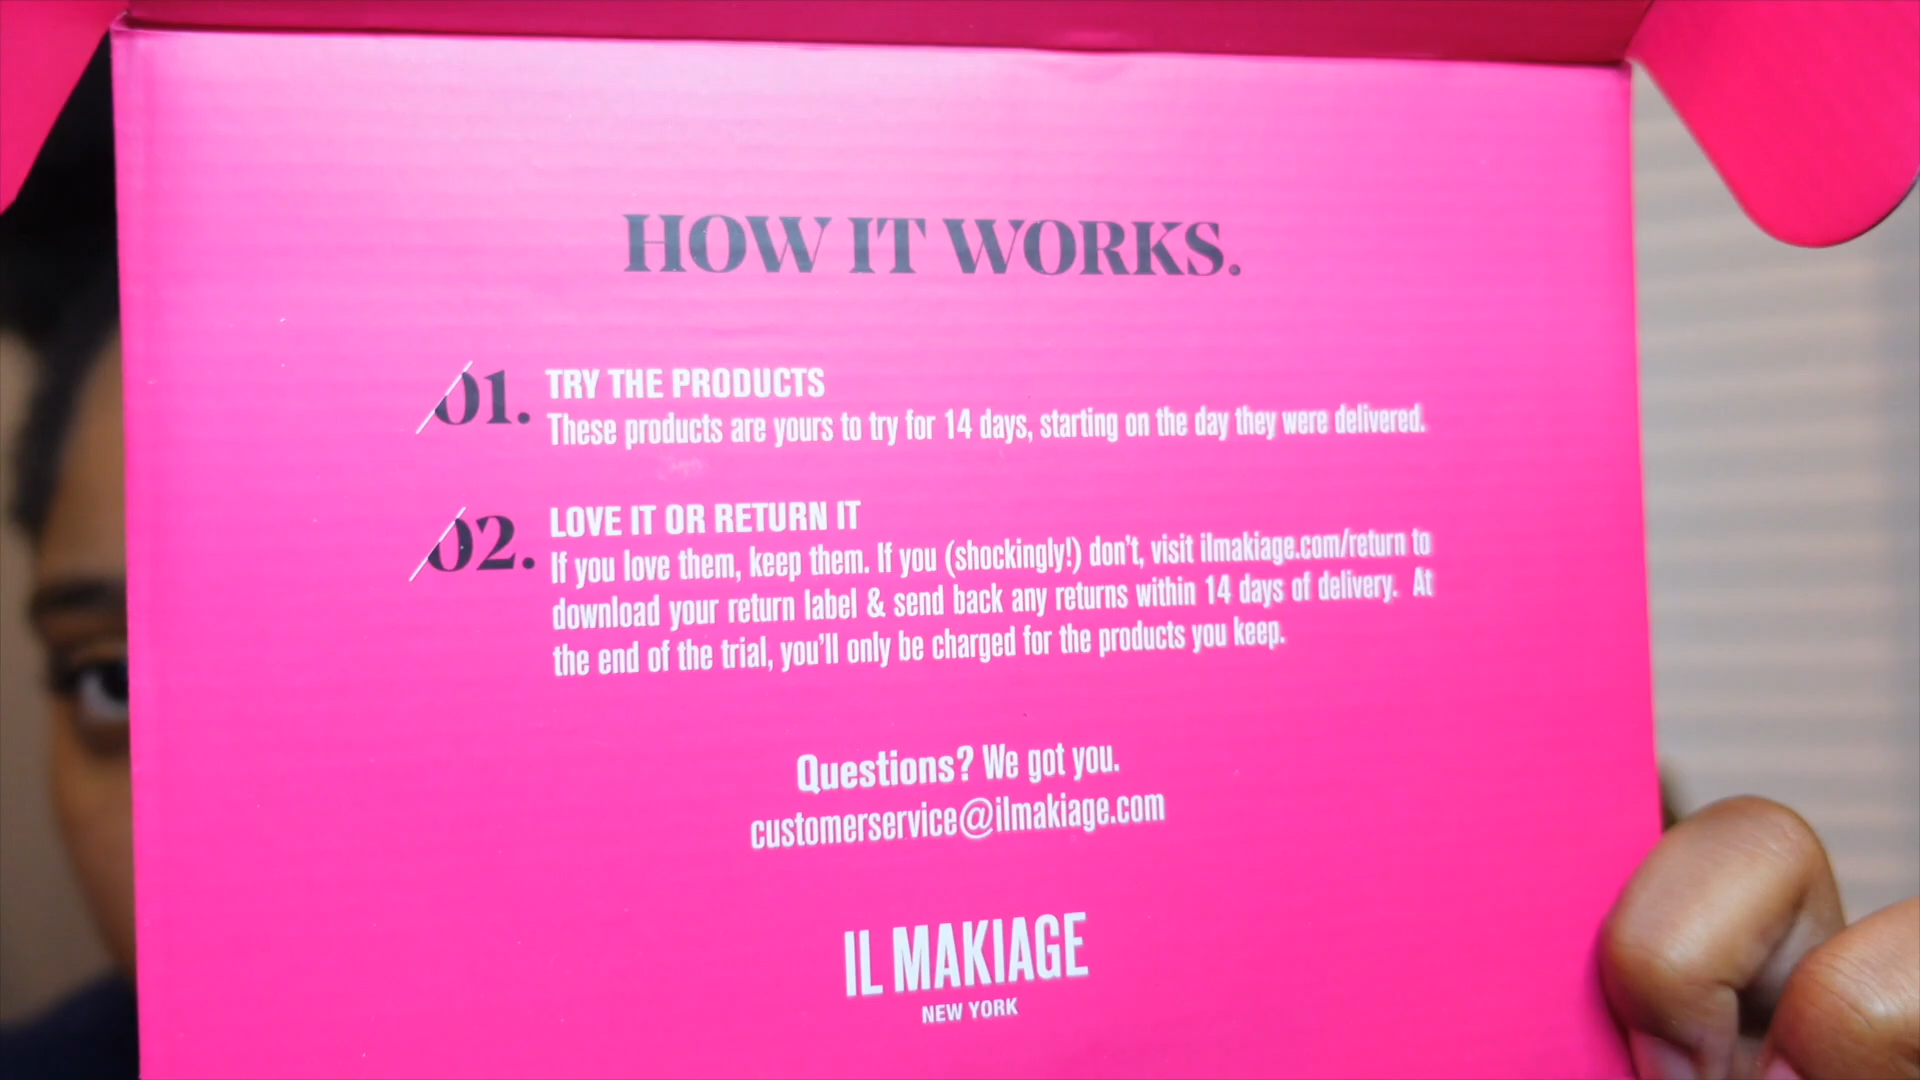 HOW IT WORKS.
01. TRY THE PRODUCTS
These products are yours to try for 14 days, starting on the day they were delivered.
02. LOVE IT OR RETURN IT
If you love them, keep them. If you (shockingly!) don't, visit ilmakiage.com/return to
download your return label & send back any returns within 14 days of delivery. At
the end of the trial, you'll only be charged for the products you keep.
Questions? We got you.
customerservice@ilmakiage.com
IL MAKIAGE
NEW YORK